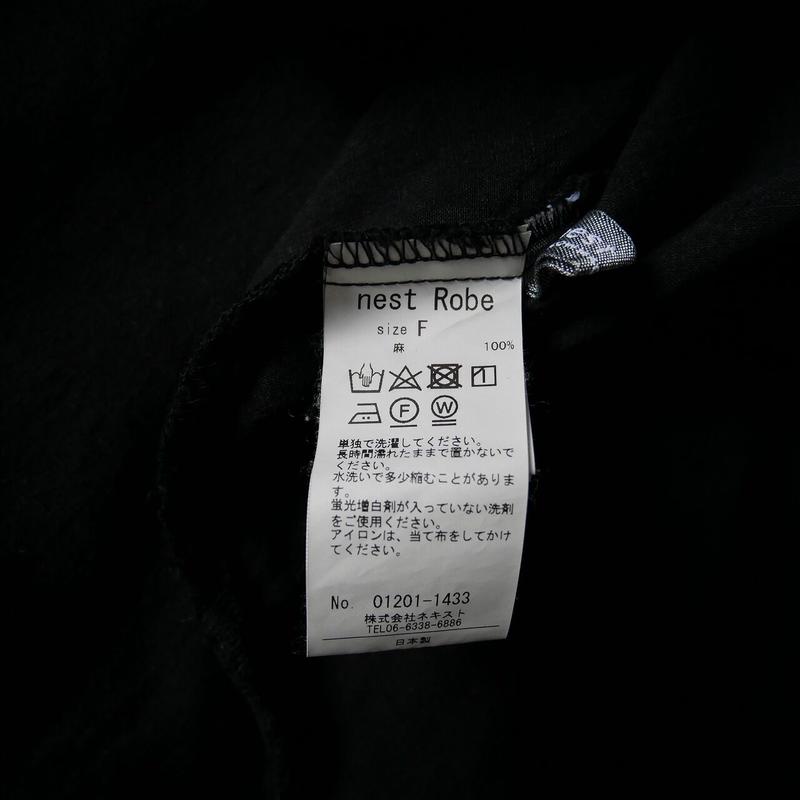 nest Robe
size F
麻 100%
F
W
単独で洗濯してください。
長時間濡れたままで置かないで
ください。
水洗いで多少縮むことがありま
す。
蛍光増白剤が入っていない洗剤
をご使用ください。
アイロンは、当て布をしてかけ
てください。
No. 01201-1433
株式会社ネキスト
TEL06-6338-6886
日本製